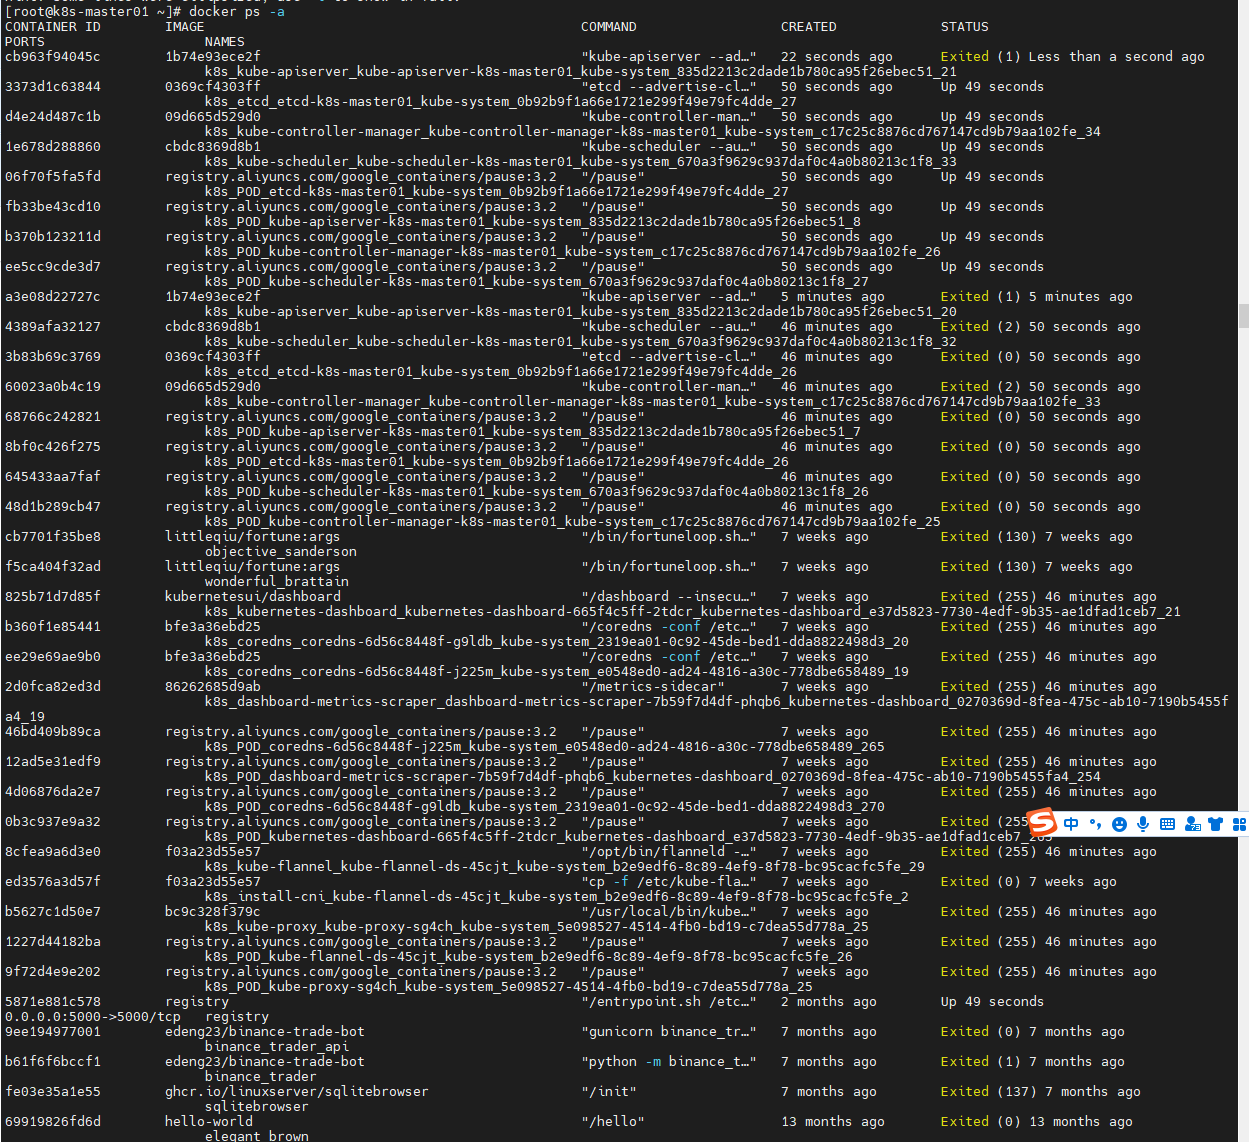 [root@k8s-master01 ~]# docker ps -a
CONTAINER ID        IMAGE                                               COMMAND                  CREATED             STATUS
PORTS                    NAMES
cb963f94045c        1b74e93ece2f                                        "kube-apiserver --ad…"   22 seconds ago      Exited (1) Less than a second ago
k8s_kube-apiserver_kube-apiserver-k8s-master01_kube-system_835d2213c2dade1b780ca95f26ebec51_21
3373d1c63844        0369cf4303ff                                        "etcd --advertise-cl…"   50 seconds ago      Up 49 seconds
k8s_etcd_etcd-k8s-master01_kube-system_0b92b9f1a66e1721e299f49e79fc4dde_27
d4e24d487c1b        09d665d529d0                                        "kube-controller-man…"   50 seconds ago      Up 49 seconds
k8s_kube-controller-manager_kube-controller-manager-k8s-master01_kube-system_c17c25c8876cd767147cd9b79aa102fe_34
1e678d288860        cbdc8369d8b1                                        "kube-scheduler --au…"   50 seconds ago      Up 49 seconds
k8s_kube-scheduler_kube-scheduler-k8s-master01_kube-system_670a3f9629c937daf0c4a0b80213c1f8_33
06f70f5fa5fd        registry.aliyuncs.com/google_containers/pause:3.2   "/pause"                 50 seconds ago      Up 49 seconds
k8s_POD_etcd-k8s-master01_kube-system_0b92b9f1a66e1721e299f49e79fc4dde_27
fb33be43cd10        registry.aliyuncs.com/google_containers/pause:3.2   "/pause"                 50 seconds ago      Up 49 seconds
k8s_POD_kube-apiserver-k8s-master01_kube-system_835d2213c2dade1b780ca95f26ebec51_8
b370b123211d        registry.aliyuncs.com/google_containers/pause:3.2   "/pause"                 50 seconds ago      Up 49 seconds
k8s_POD_kube-controller-manager-k8s-master01_kube-system_c17c25c8876cd767147cd9b79aa102fe_26
ee5cc9cde3d7        registry.aliyuncs.com/google_containers/pause:3.2   "/pause"                 50 seconds ago      Up 49 seconds
k8s_POD_kube-scheduler-k8s-master01_kube-system_670a3f9629c937daf0c4a0b80213c1f8_27
a3e08d22727c        1b74e93ece2f                                        "kube-apiserver --ad…"   5 minutes ago       Exited (1) 5 minutes ago
k8s_kube-apiserver_kube-apiserver-k8s-master01_kube-system_835d2213c2dade1b780ca95f26ebec51_20
4389afa32127        cbdc8369d8b1                                        "kube-scheduler --au…"   46 minutes ago      Exited (2) 50 seconds ago
k8s_kube-scheduler_kube-scheduler-k8s-master01_kube-system_670a3f9629c937daf0c4a0b80213c1f8_32
3b83b69c3769        0369cf4303ff                                        "etcd --advertise-cl…"   46 minutes ago      Exited (0) 50 seconds ago
k8s_etcd_etcd-k8s-master01_kube-system_0b92b9f1a66e1721e299f49e79fc4dde_26
60023a0b4c19        09d665d529d0                                        "kube-controller-man…"   46 minutes ago      Exited (2) 50 seconds ago
k8s_kube-controller-manager_kube-controller-manager-k8s-master01_kube-system_c17c25c8876cd767147cd9b79aa102fe_33
68766c242821        registry.aliyuncs.com/google_containers/pause:3.2   "/pause"                 46 minutes ago      Exited (0) 50 seconds ago
k8s_POD_kube-apiserver-k8s-master01_kube-system_835d2213c2dade1b780ca95f26ebec51_7
8bf0c426f275        registry.aliyuncs.com/google_containers/pause:3.2   "/pause"                 46 minutes ago      Exited (0) 50 seconds ago
k8s_POD_etcd-k8s-master01_kube-system_0b92b9f1a66e1721e299f49e79fc4dde_26
645433aa7faf        registry.aliyuncs.com/google_containers/pause:3.2   "/pause"                 46 minutes ago      Exited (0) 50 seconds ago
k8s_POD_kube-scheduler-k8s-master01_kube-system_670a3f9629c937daf0c4a0b80213c1f8_26
48d1b289cb47        registry.aliyuncs.com/google_containers/pause:3.2   "/pause"                 46 minutes ago      Exited (0) 50 seconds ago
k8s_POD_kube-controller-manager-k8s-master01_kube-system_c17c25c8876cd767147cd9b79aa102fe_25
cb7701f35be8        littleqiu/fortune:args                              "/bin/fortuneloop.sh…"   7 weeks ago         Exited (130) 7 weeks ago
objective_sanderson
f5ca404f32ad        littleqiu/fortune:args                              "/bin/fortuneloop.sh…"   7 weeks ago         Exited (130) 7 weeks ago
wonderful_brattain
825b71d7d85f        kubernetesui/dashboard                              "/dashboard --insecu…"   7 weeks ago         Exited (255) 46 minutes ago
k8s_kubernetes-dashboard_kubernetes-dashboard-665f4c5ff-2tdcr_kubernetes-dashboard_e37d5823-7730-4edf-9b35-ae1dfad1ceb7_21
b360f1e85441        bfe3a36ebd25                                        "/coredns -conf /etc…"   7 weeks ago         Exited (255) 46 minutes ago
k8s_coredns_coredns-6d56c8448f-g9ldb_kube-system_2319ea01-0c92-45de-bed1-dda8822498d3_20
ee29e69ae9b0        bfe3a36ebd25                                        "/coredns -conf /etc…"   7 weeks ago         Exited (255) 46 minutes ago
k8s_coredns_coredns-6d56c8448f-j225m_kube-system_e0548ed0-ad24-4816-a30c-778dbe658489_19
2d0fca82ed3d        86262685d9ab                                        "/metrics-sidecar"       7 weeks ago         Exited (255) 46 minutes ago
k8s_dashboard-metrics-scraper_dashboard-metrics-scraper-7b59f7d4df-phqb6_kubernetes-dashboard_0270369d-8fea-475c-ab10-7190b5455f
a4_19
46bd409b89ca        registry.aliyuncs.com/google_containers/pause:3.2   "/pause"                 7 weeks ago         Exited (255) 46 minutes ago
k8s_POD_coredns-6d56c8448f-j225m_kube-system_e0548ed0-ad24-4816-a30c-778dbe658489_265
12ad5e31edf9        registry.aliyuncs.com/google_containers/pause:3.2   "/pause"                 7 weeks ago         Exited (255) 46 minutes ago
k8s_POD_dashboard-metrics-scraper-7b59f7d4df-phqb6_kubernetes-dashboard_0270369d-8fea-475c-ab10-7190b5455fa4_254
4d06876da2e7        registry.aliyuncs.com/google_containers/pause:3.2   "/pause"                 7 weeks ago         Exited (255) 46 minutes ago
k8s_POD_coredns-6d56c8448f-g9ldb_kube-system_2319ea01-0c92-45de-bed1-dda8822498d3_270
0b3c937e9a32        registry.aliyuncs.com/google_containers/pause:3.2   "/pause"                 7 weeks ago         Exited (255 中
k8s_POD_kubernetes-dashboard-665f4c5ff-2tdcr_kubernetes-dashboard_e37d5823-7730-4edf-9b35-ae1dfad1ceb7
8cfea9a6d3e0        f03a23d55e57                                        "/opt/bin/flanneld -…"   7 weeks ago         Exited (255) 46 minutes ago
k8s_kube-flannel_kube-flannel-ds-45cjt_kube-system_b2e9edf6-8c89-4ef9-8f78-bc95cacfc5fe_29
ed3576a3d57f        f03a23d55e57                                        "cp -f /etc/kube-fla…"   7 weeks ago         Exited (0) 7 weeks ago
k8s_install-cni_kube-flannel-ds-45cjt_kube-system_b2e9edf6-8c89-4ef9-8f78-bc95cacfc5fe_2
b5627c1d50e7        bc9c328f379c                                        "/usr/local/bin/kube…"   7 weeks ago         Exited (255) 46 minutes ago
k8s_kube-proxy_kube-proxy-sg4ch_kube-system_5e098527-4514-4fb0-bd19-c7dea55d778a_25
1227d44182ba        registry.aliyuncs.com/google_containers/pause:3.2   "/pause"                 7 weeks ago         Exited (255) 46 minutes ago
k8s_POD_kube-flannel-ds-45cjt_kube-system_b2e9edf6-8c89-4ef9-8f78-bc95cacfc5fe_26
9f72d4e9e202        registry.aliyuncs.com/google_containers/pause:3.2   "/pause"                 7 weeks ago         Exited (255) 46 minutes ago
k8s_POD_kube-proxy-sg4ch_kube-system_5e098527-4514-4fb0-bd19-c7dea55d778a_25
5871e881c578        registry                                            "/entrypoint.sh /etc…"   2 months ago        Up 49 seconds
0.0.0.0:5000->5000/tcp   registry
9ee194977001        edeng23/binance-trade-bot                           "gunicorn binance_tr…"   7 months ago        Exited (0) 7 months ago
binance_trader_api
b61f6f6bccf1        edeng23/binance-trade-bot                           "python -m binance_t…"   7 months ago        Exited (1) 7 months ago
binance_trader
fe03e35a1e55        ghcr.io/linuxserver/sqlitebrowser                   "/init"                  7 months ago        Exited (137) 7 months ago
sqlitebrowser
69919826fd6d        hello-world                                         "/hello"                 13 months ago       Exited (0) 13 months ago
elegant_brown